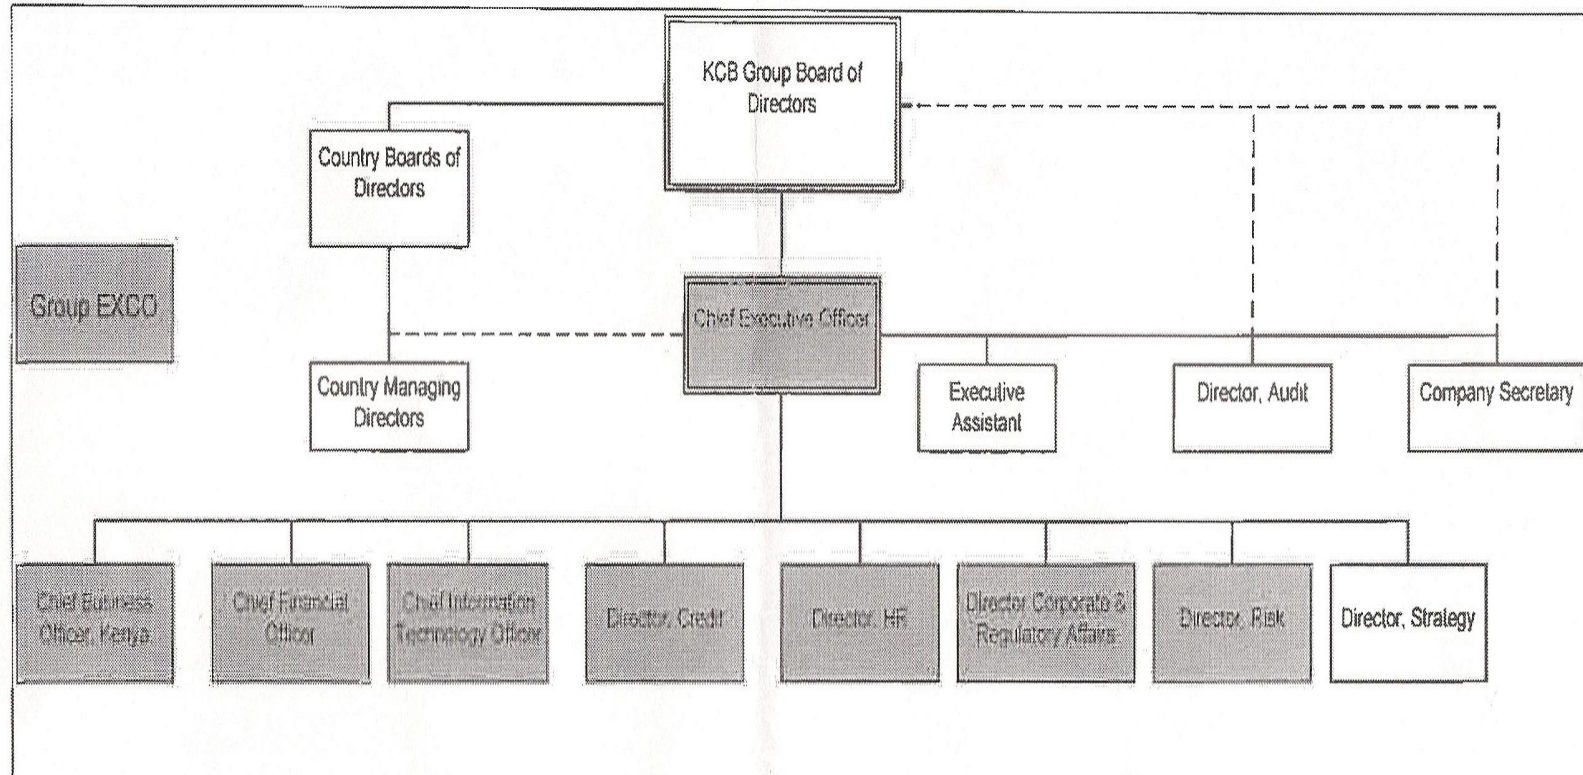 KCB Group Board of
Directors
Country Boards of
Directors
Group EXCO
Chief Executive Officer
Country Managing
Directors
Executive
Assistant
Director, Audit
Company Secretary
Chief Business
Officer, Kenya
Chief Financial
Officer
Chief Information
Technology Officer
Director, Credit
Director, HR
Director Corporate &
Regulatory Affairs
Director, Risk
Director, Strategy